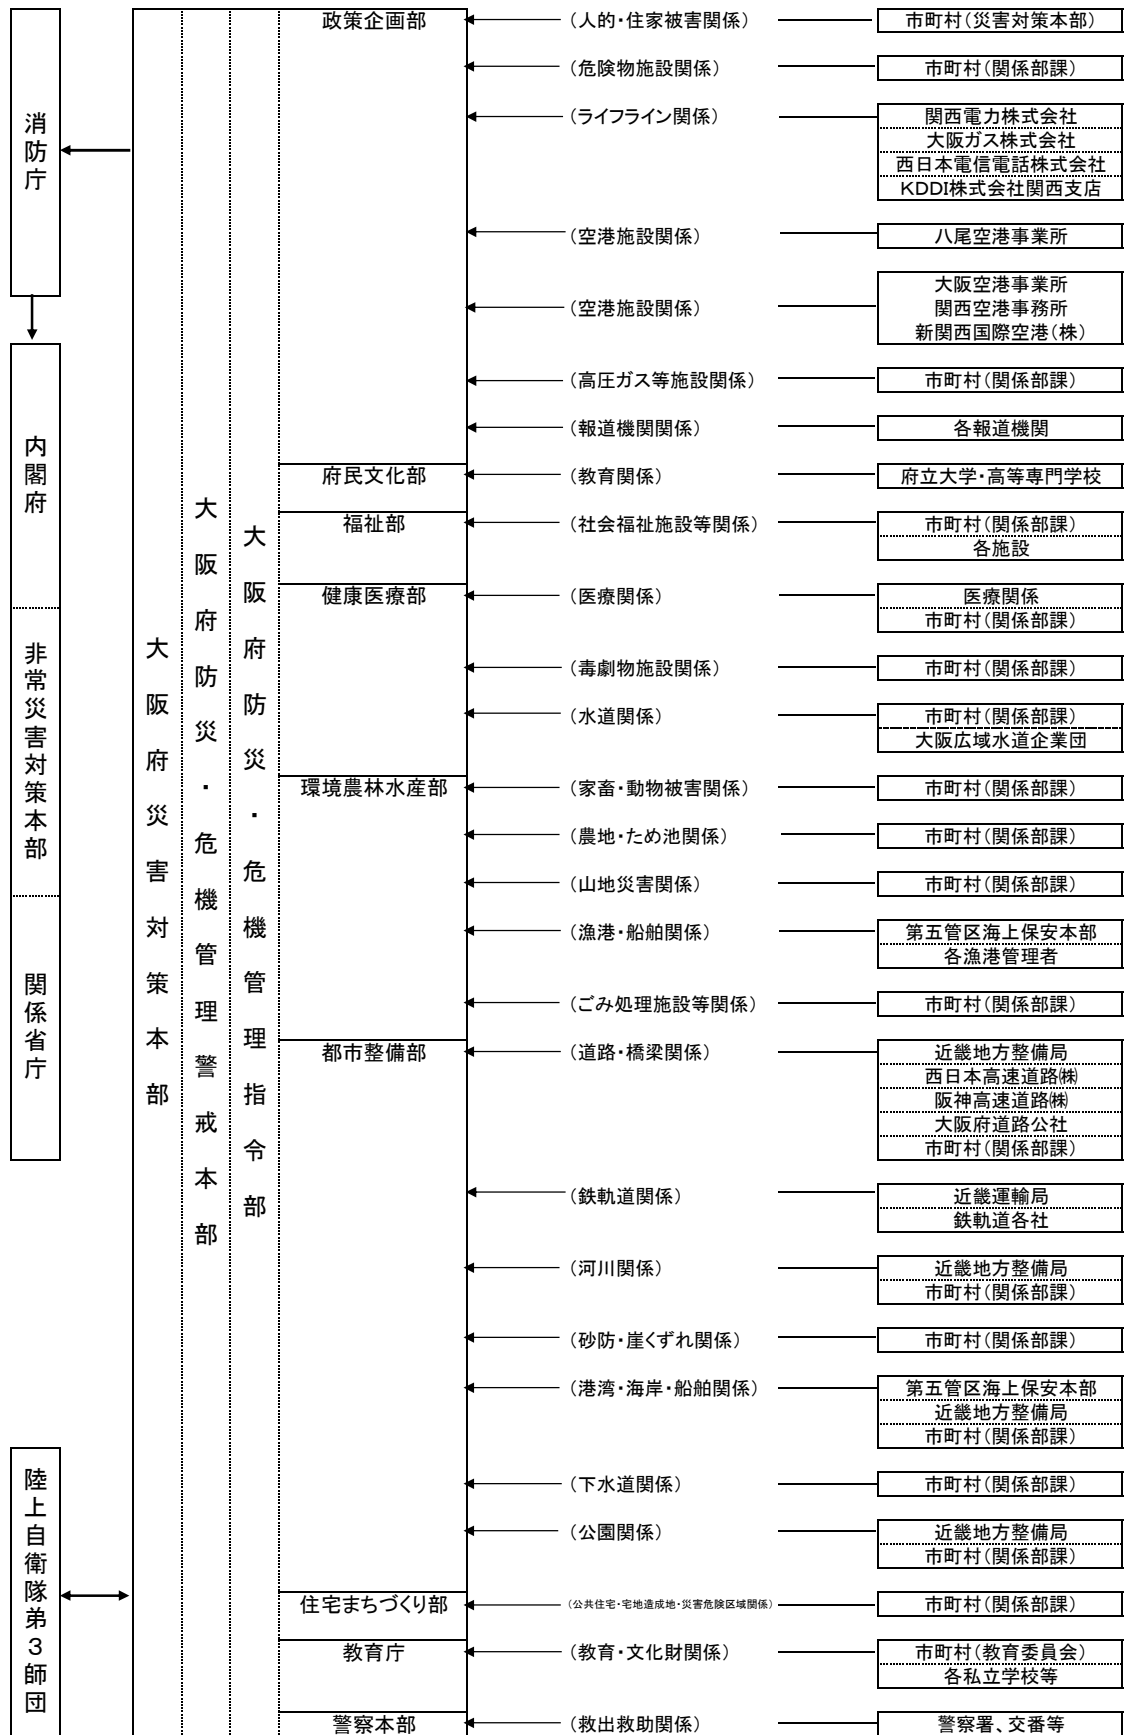 消防庁
内閣府
非常災害対策本部
関係省庁
陸上自衛隊第3師団
大阪府災害対策本部
大阪府防災・危機管理警戒本部
大阪府防災・危機管理指令部
政策企画部
(人的・住家被害関係)
市町村(災害対策本部)
(危険物施設関係)
市町村(関係部課)
(ライフライン関係)
関西電力株式会社
大阪ガス株式会社
西日本電信電話株式会社
KDDI株式会社関西支店
(空港施設関係)
八尾空港事業所
(空港施設関係)
大阪空港事業所
関西空港事務所
新関西国際空港(株)
(高圧ガス等施設関係)
市町村(関係部課)
(報道機関関係)
各報道機関
府民文化部
(教育関係)
府立大学・高等専門学校
福祉部
(社会福祉施設等関係)
市町村(関係部課)
各施設
健康医療部
(医療関係)
医療関係
市町村(関係部課)
(毒劇物施設関係)
市町村(関係部課)
(水道関係)
市町村(関係部課)
大阪広域水道企業団
環境農林水産部
(家畜・動物被害関係)
市町村(関係部課)
(農地・ため池関係)
市町村(関係部課)
(山地災害関係)
市町村(関係部課)
(漁港・船舶関係)
第五管区海上保安本部
各漁港管理者
(ごみ処理施設等関係)
市町村(関係部課)
都市整備部
(道路・橋梁関係)
近畿地方整備局
西日本高速道路㈱
阪神高速道路㈱
大阪府道路公社
市町村(関係部課)
(鉄軌道関係)
近畿運輸局
鉄軌道各社
(河川関係)
近畿地方整備局
市町村(関係部課)
(砂防・崖くずれ関係)
市町村(関係部課)
(港湾・海岸・船舶関係)
第五管区海上保安本部
近畿地方整備局
市町村(関係部課)
(下水道関係)
市町村(関係部課)
(公園関係)
近畿地方整備局
市町村(関係部課)
住宅まちづくり部
(公共住宅・宅地造成地・災害危険区域関係)
市町村(関係部課)
教育庁
(教育・文化財関係)
市町村(教育委員会)
各私立学校等
警察本部
(救出救助関係)
警察署、交番等